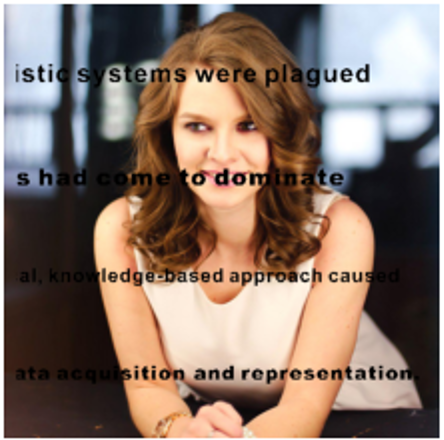 istic systems were plagued
s had come to dominate
al, knowledge-based approach caused
ata acquisition and representation.